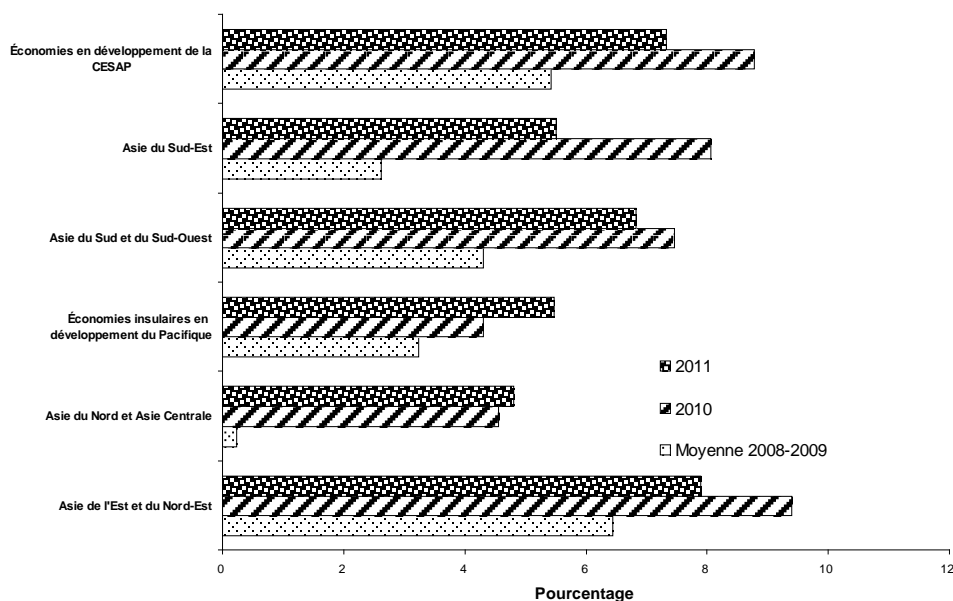 Économies en développement de la
CESAP
Asie du Sud-Est
Asie du Sud et du Sud-Ouest
Économies insulaires en
développement du Pacifique
Asie du Nord et Asie Centrale
Asie de l'Est et du Nord-Est
2011
2010
Moyenne 2008-2009
0 2 4 6 8 10 12
Pourcentage